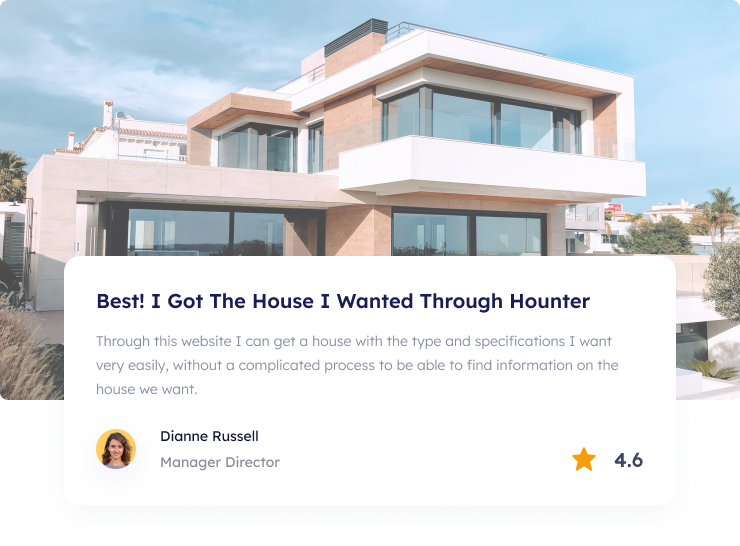 Best! I Got The House I Wanted Through Hounter
Through this website I can get a house with the type and specifications I want
very easily, without a complicated process to be able to find information on the
house we want.
Dianne Russell
Manager Director
4.6